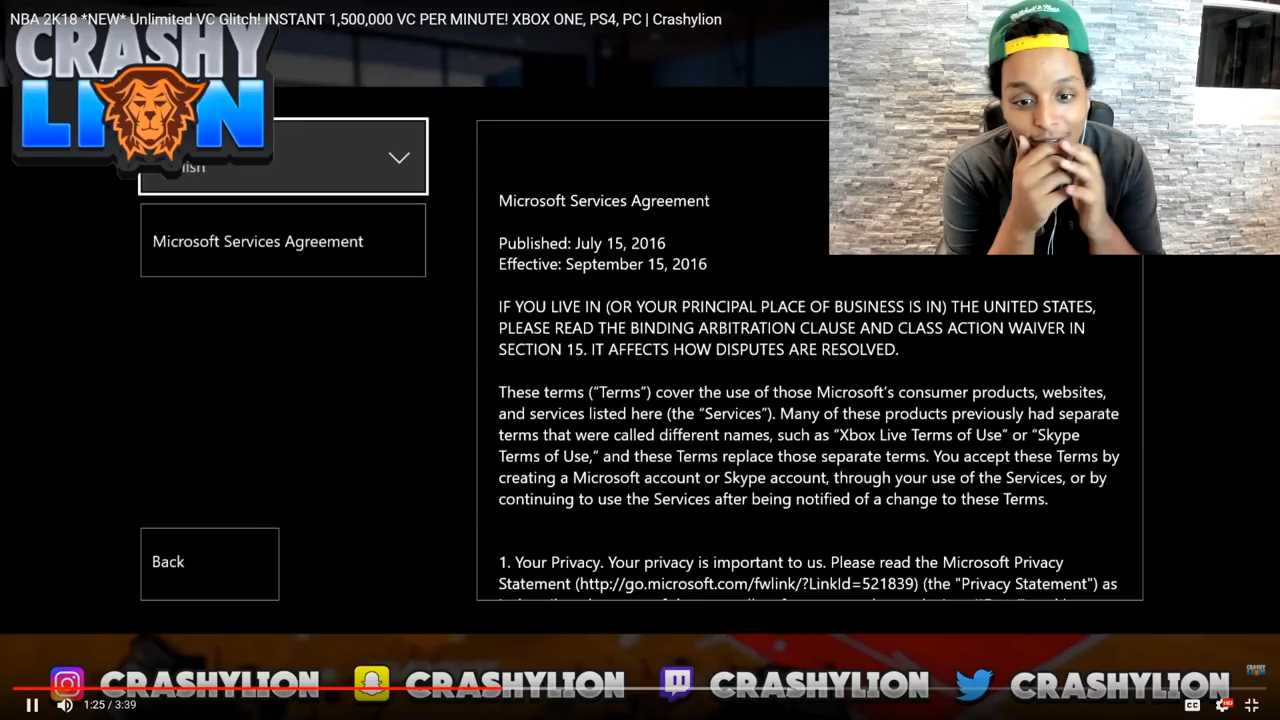 NBA 2K18 *NEW* Unlimited VC Glitch! INSTANT 1,500,000 VC PER MINUTE! XBOX ONE, PS4, PC | Crashylion
CRASHY
LION
lish
Microsoft Services Agreement
Back
Microsoft Services Agreement
Published: July 15, 2016
Effective: September 15, 2016
IF YOU LIVE IN (OR YOUR PRINCIPAL PLACE OF BUSINESS IS IN) THE UNITED STATES,
PLEASE READ THE BINDING ARBITRATION CLAUSE AND CLASS ACTION WAIVER IN
SECTION 15. IT AFFECTS HOW DISPUTES ARE RESOLVED.
These terms (“Terms”) cover the use of those Microsoft’s consumer products, websites,
and services listed here (the “Services”). Many of these products previously had separate
terms that were called different names, such as “Xbox Live Terms of Use” or “Skype
Terms of Use,” and these Terms replace those separate terms. You accept these Terms by
creating a Microsoft account or Skype account, through your use of the Services, or by
continuing to use the Services after being notified of a change to these Terms.
1. Your Privacy. Your privacy is important to us. Please read the Microsoft Privacy
Statement (http://go.microsoft.com/fwlink/?LinkId=521839) (the "Privacy Statement") as
CRASHYLION CRASHYLION CRASHYLION CRASHYLION
1:25 / 3:39
CC HD